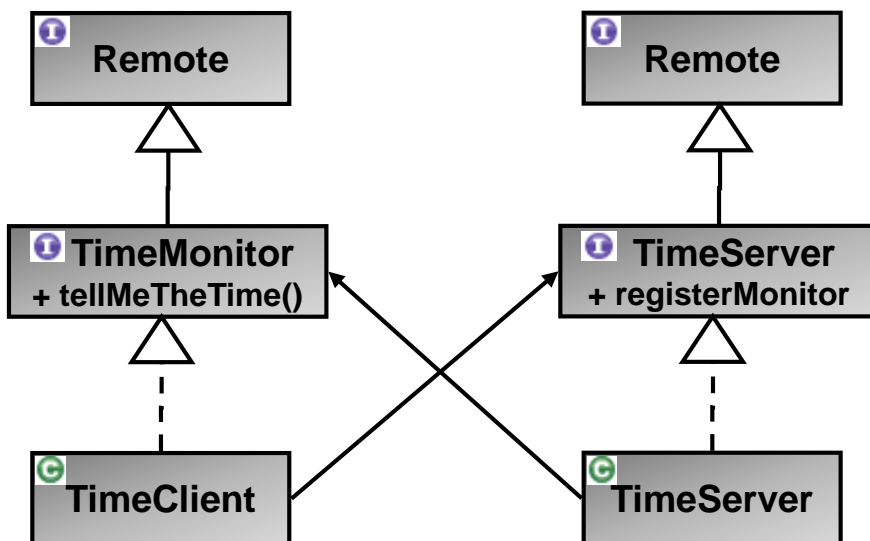 I
Remote
I
Remote
I
TimeMonitor
+ tellMeTheTime()
I
TimeServer
+ registerMonitor
C
TimeClient
C
TimeServer